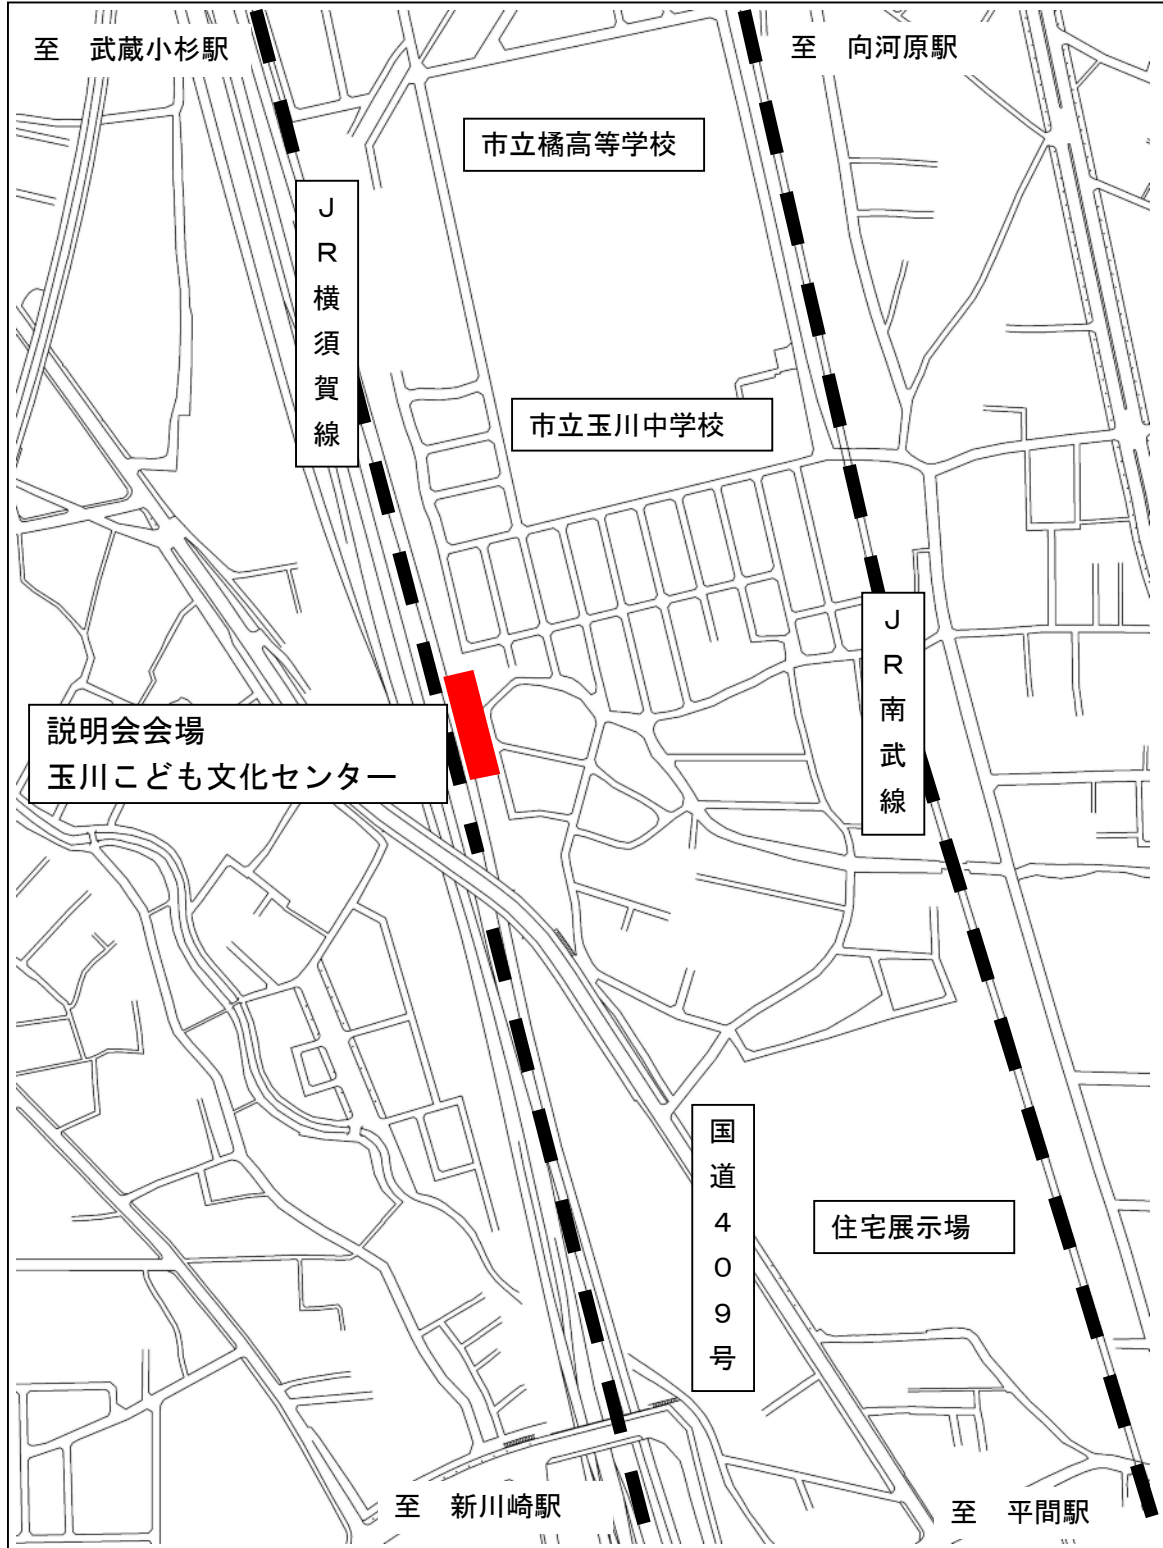 至　武蔵小杉駅
至　向河原駅
市立橘高等学校
ＪＲ横須賀線
市立玉川中学校
ＪＲ南武線
説明会会場
玉川こども文化センター
国道４０９号
住宅展示場
至　新川崎駅
至　平間駅